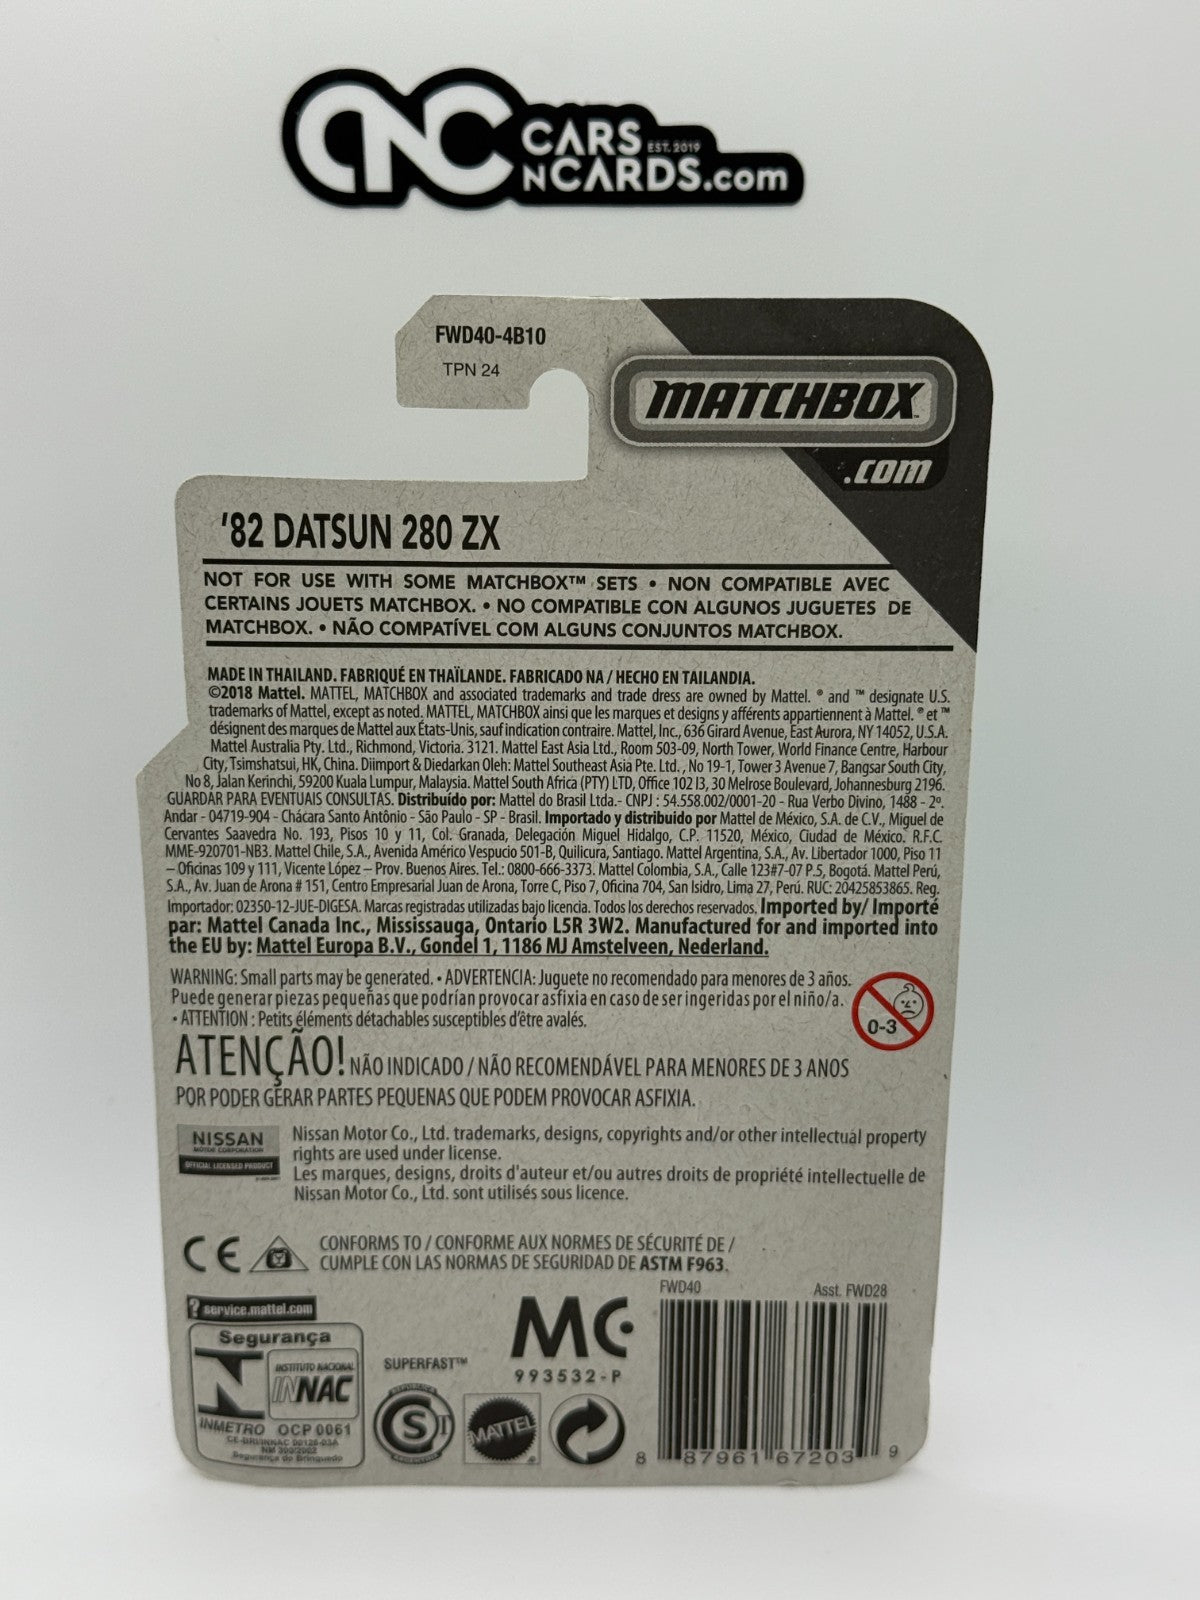 CNC CARS EST. 2019
NCARDS.com
FWD40-4B10
TPN 24
MATCHBOX™
.com
'82 DATSUN 280 ZX
NOT FOR USE WITH SOME MATCHBOX™ SETS • NON COMPATIBLE AVEC
CERTAINS JOUETS MATCHBOX. • NO COMPATIBLE CON ALGUNOS JUGUETES DE
MATCHBOX. • NÃO COMPATÍVEL COM ALGUNS CONJUNTOS MATCHBOX.
MADE IN THAILAND. FABRIQUÉ EN THAÏLANDE. FABRICADO NA / HECHO EN TAILANDIA.
©2018 Mattel. MATTEL, MATCHBOX and associated trademarks and trade dress are owned by Mattel. ® and ™ designate U.S.
trademarks of Mattel, except as noted. MATTEL, MATCHBOX ainsi que les marques et designs y afférents appartiennent à Mattel. ® et ™
désignent des marques de Mattel aux États-Unis, sauf indication contraire. Mattel, Inc., 636 Girard Avenue, East Aurora, NY 14052, U.S.A.
Mattel Australia Pty. Ltd., Richmond, Victoria. 3121. Mattel East Asia Ltd., Room 503-09, North Tower, World Finance Centre, Harbour
City, Tsimshatsui, HK, China. Diimport & Diedarkan Oleh: Mattel Southeast Asia Pte. Ltd. , No 19-1, Tower 3 Avenue 7, Bangsar South City,
No 8, Jalan Kerinchi, 59200 Kuala Lumpur, Malaysia. Mattel South Africa (PTY) LTD, Office 102 I3, 30 Melrose Boulevard, Johannesburg 2196.
GUARDAR PARA EVENTUAIS CONSULTAS. Distribuído por: Mattel do Brasil Ltda.- CNPJ : 54.558.002/0001-20 - Rua Verbo Divino, 1488 - 2º.
Andar - 04719-904 - Chácara Santo Antônio - São Paulo - SP - Brasil. Importado y distribuido por Mattel de México, S.A. de C.V., Miguel de
Cervantes Saavedra No. 193, Pisos 10 y 11, Col. Granada, Delegación Miguel Hidalgo, C.P. 11520, México, Ciudad de México. R.F.C.
MME-920701-NB3. Mattel Chile, S.A., Avenida Américo Vespucio 501-B, Quilicura, Santiago. Mattel Argentina, S.A., Av. Libertador 1000, Piso 11
– Oficinas 109 y 111, Vicente López – Prov. Buenos Aires. Tel.: 0800-666-3373. Mattel Colombia, S.A., Calle 123#7-07 P.5, Bogotá. Mattel Perú,
S.A., Av. Juan de Arona # 151, Centro Empresarial Juan de Arona, Torre C, Piso 7, Oficina 704, San Isidro, Lima 27, Perú. RUC: 20425853865. Reg.
Importador: 02350-12-JUE-DIGESA. Marcas registradas utilizadas bajo licencia. Todos los derechos reservados. Imported by/ Importé
par: Mattel Canada Inc., Mississauga, Ontario L5R 3W2. Manufactured for and imported into
the EU by: Mattel Europa B.V., Gondel 1, 1186 MJ Amstelveen, Nederland.
WARNING: Small parts may be generated. • ADVERTENCIA: Juguete no recomendado para menores de 3 años.
Puede generar piezas pequeñas que podrían provocar asfixia en caso de ser ingeridas por el niño/a.
• ATTENTION : Petits éléments détachables susceptibles d'être avalés.
0-3
ATENÇÃO! NÃO INDICADO / NÃO RECOMENDÁVEL PARA MENORES DE 3 ANOS
POR PODER GERAR PARTES PEQUENAS QUE PODEM PROVOCAR ASFIXIA.
NISSAN
MOTOR CORPORATION
OFFICIAL LICENSED PRODUCT
Nissan Motor Co., Ltd. trademarks, designs, copyrights and/or other intellectual property
rights are used under license.
Les marques, designs, droits d'auteur et/ou autres droits de propriété intellectuelle de
Nissan Motor Co., Ltd. sont utilisés sous licence.
CE
CONFORMS TO / CONFORME AUX NORMES DE SÉCURITÉ DE /
CUMPLE CON LAS NORMAS DE SEGURIDAD DE ASTM F963.
FWD40 Asst. FWD28
? service.mattel.com
Segurança
INSTITUTO NACIONAL
INNAC
INMETRO OCP 0061
CE-BRI/INNAC 00126-03A
NM 300/2002
Segurança do Brinquedo
SUPERFAST™
MC
993532-P
S
MATTEL
8 87961 67203 9